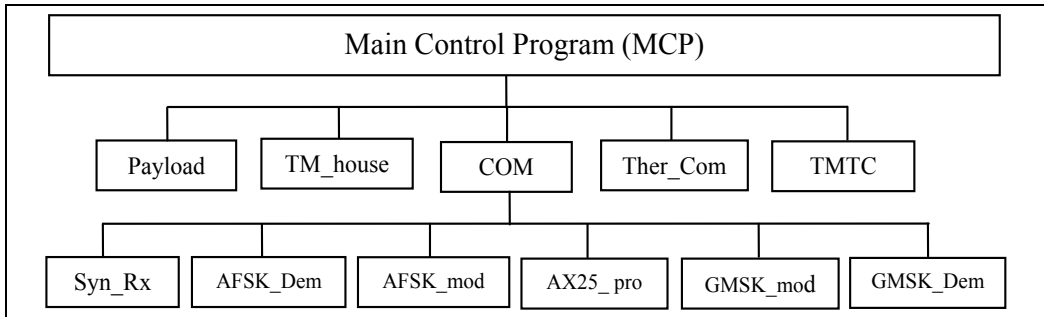 Main Control Program (MCP)
Payload
TM_house
COM
Ther_Com
TMTC
Syn_Rx
AFSK_Dem
AFSK_mod
AX25_ pro
GMSK_mod
GMSK_Dem